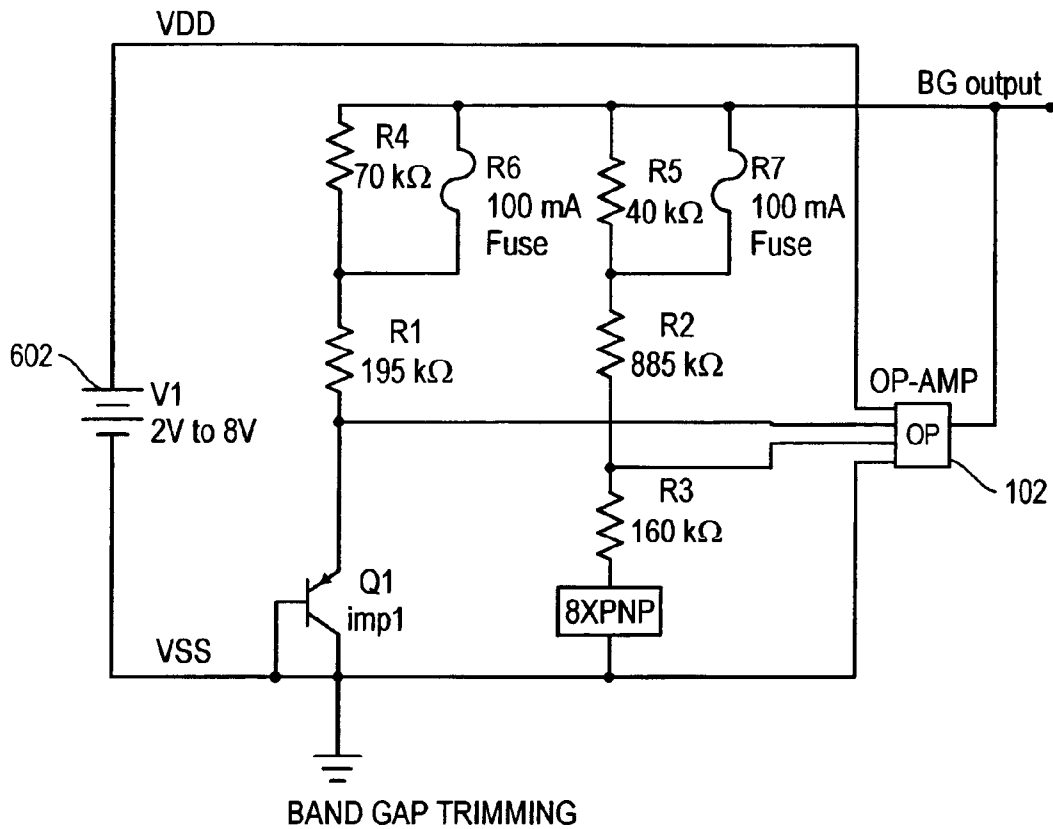 VDD
BG output
R4
70 kΩ
R6
100 mA
Fuse
R5
40 kΩ
R7
100 mA
Fuse
R1
195 kΩ
R2
885 kΩ
602
V1
2V to 8V
OP-AMP
OP
102
R3
160 kΩ
Q1
imp1
8XPNP
VSS
BAND GAP TRIMMING